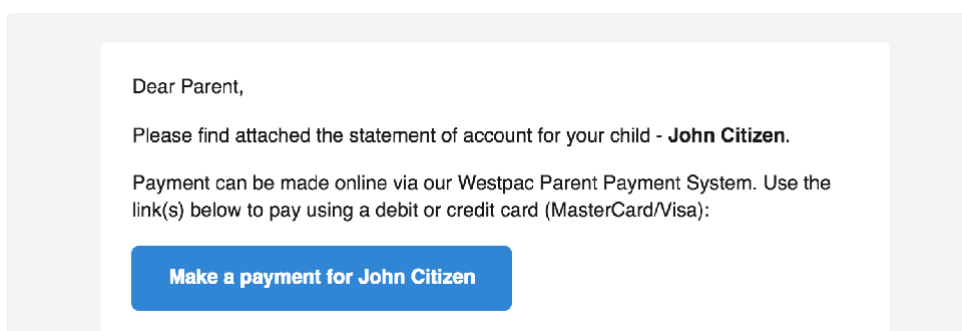 Dear Parent,
Please find attached the statement of account for your child - John Citizen.
Payment can be made online via our Westpac Parent Payment System. Use the
link(s) below to pay using a debit or credit card (MasterCard/Visa):
Make a payment for John Citizen